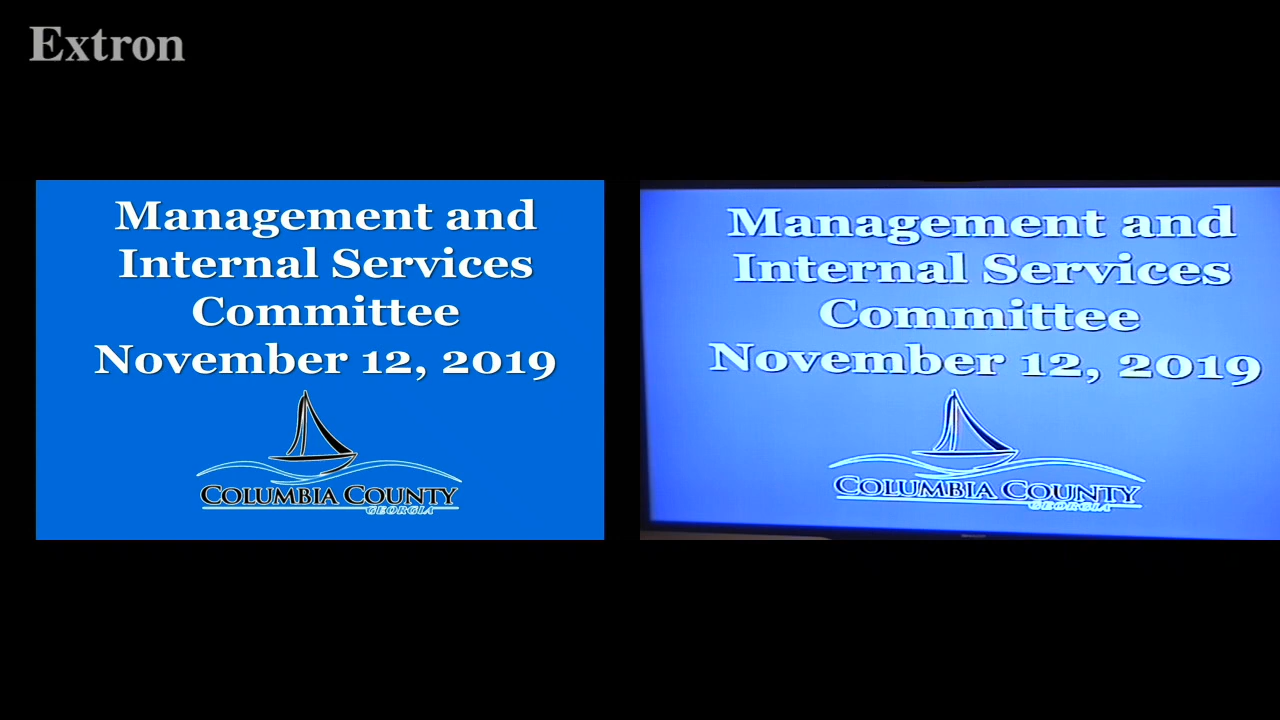 Extron
Management and
Internal Services
Committee
November 12, 2019
COLUMBIA COUNTY
GEORGIA
Management and
Internal Services
Committee
November 12, 2019
COLUMBIA COUNTY
GEORGIA